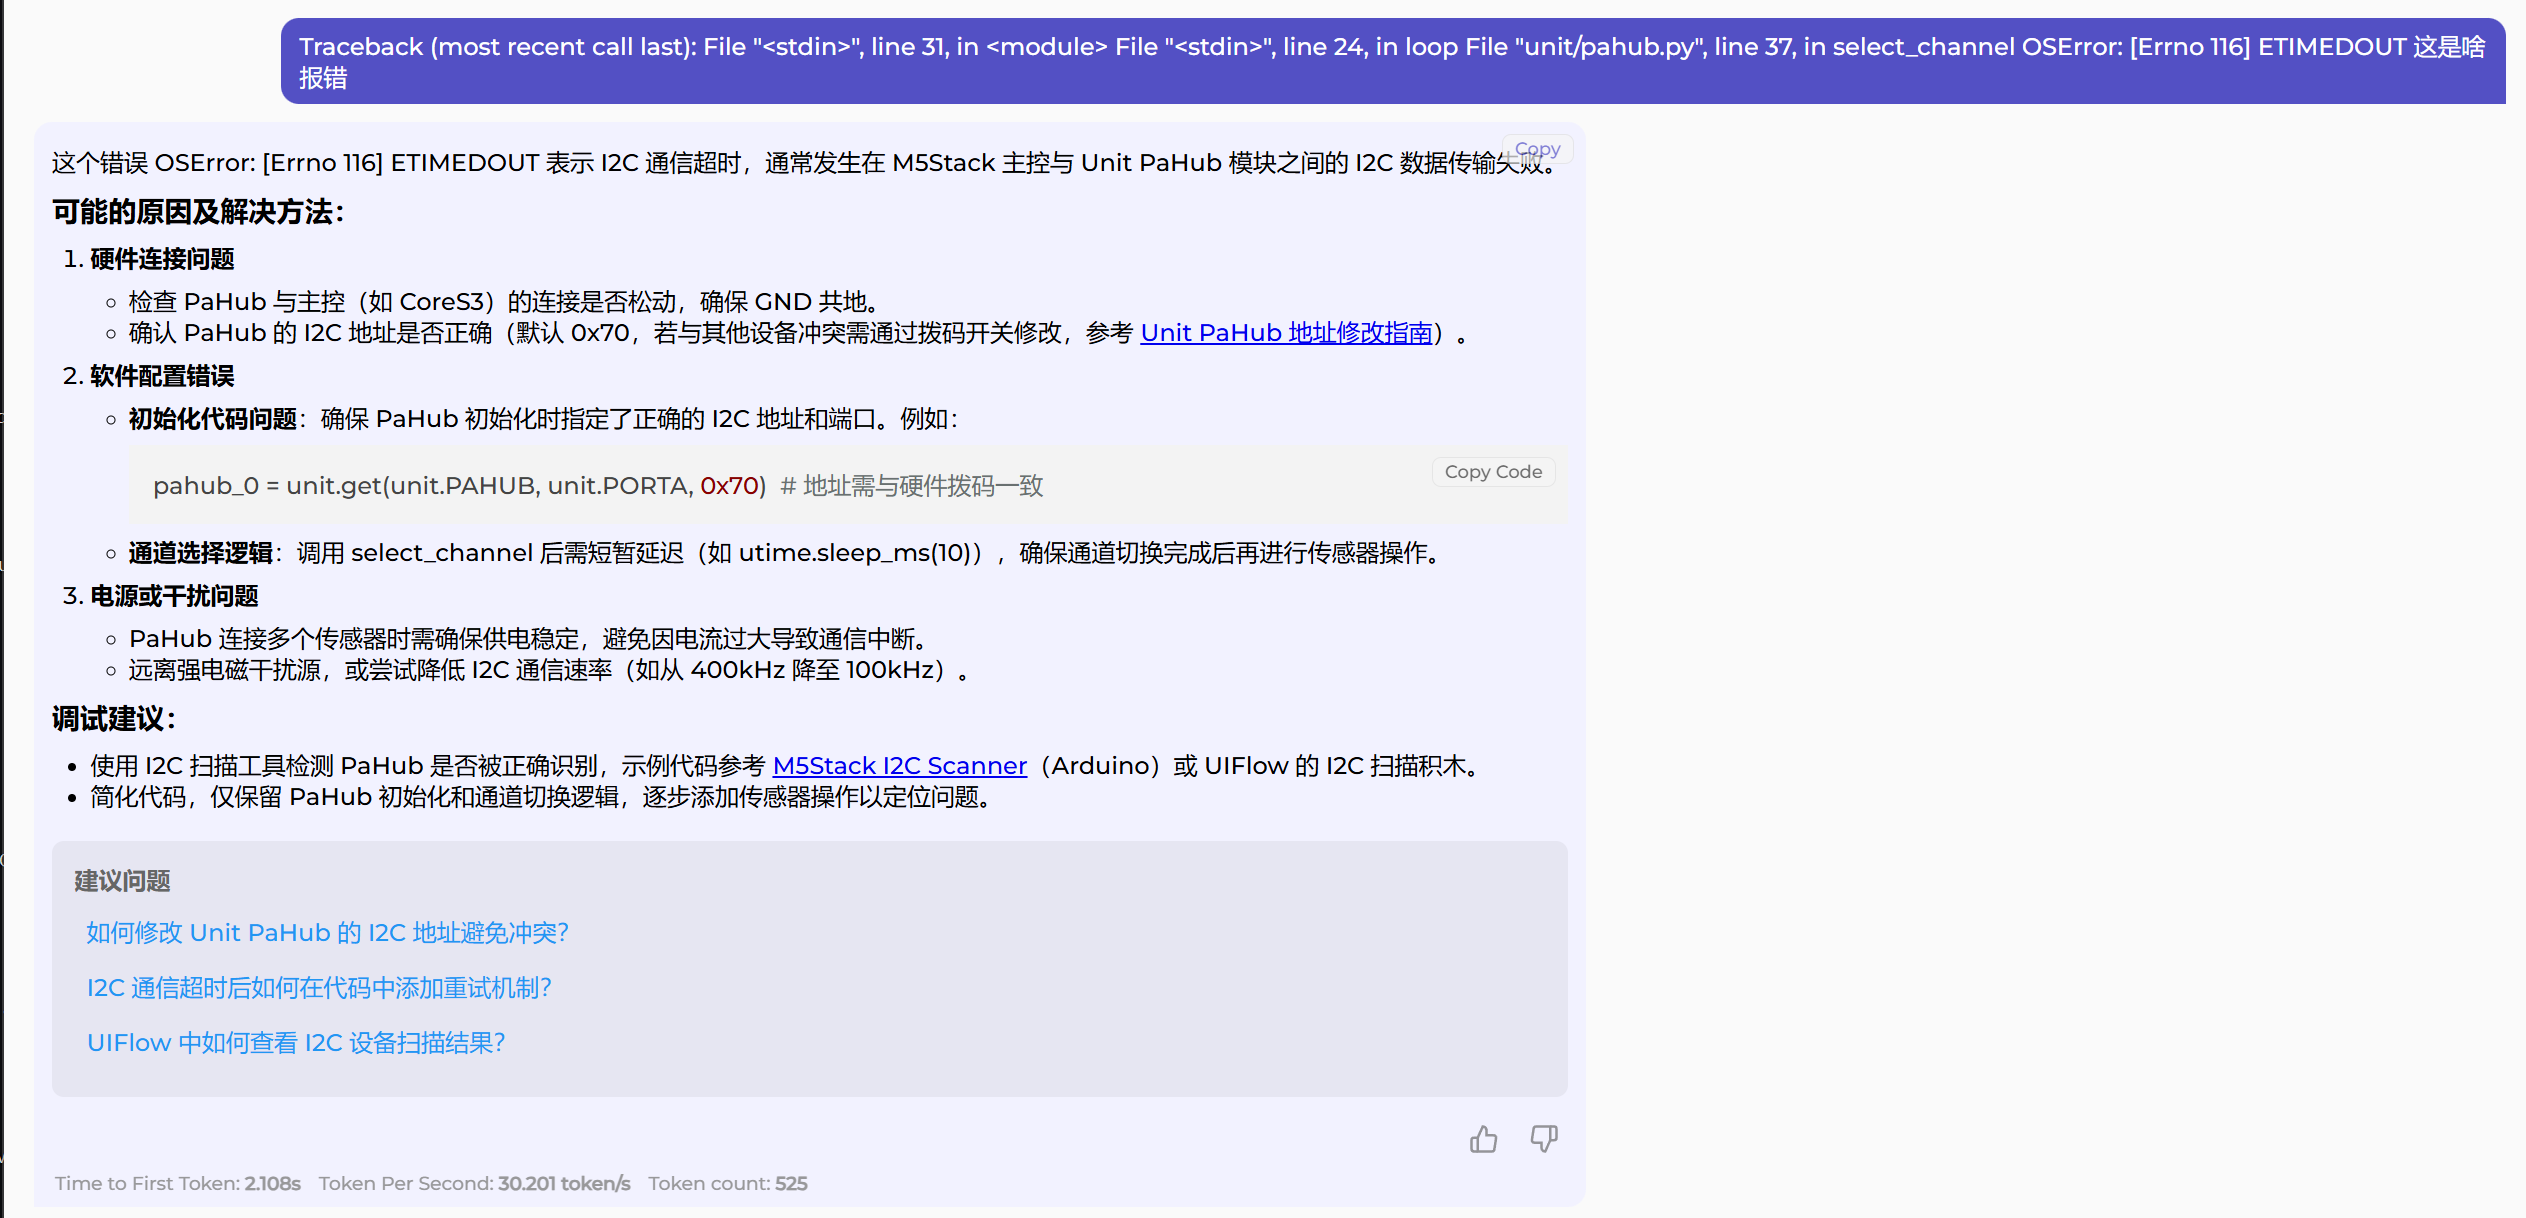 Traceback (most recent call last): File "<stdin>", line 31, in <module> File "<stdin>", line 24, in loop File "unit/pahub.py", line 37, in select_channel OSError: [Errno 116] ETIMEDOUT 这是啥
报错
Copy
这个错误 OSError: [Errno 116] ETIMEDOUT 表示 I2C 通信超时，通常发生在 M5Stack 主控与 Unit PaHub 模块之间的 I2C 数据传输失败。
可能的原因及解决方法：
1. 硬件连接问题
检查 PaHub 与主控（如 CoreS3）的连接是否松动，确保 GND 共地。
确认 PaHub 的 I2C 地址是否正确（默认 0x70，若与其他设备冲突需通过拨码开关修改，参考 Unit PaHub 地址修改指南）。
2. 软件配置错误
初始化代码问题：确保 PaHub 初始化时指定了正确的 I2C 地址和端口。例如：
Copy Code
pahub_0 = unit.get(unit.PAHUB, unit.PORTA, 0x70)  # 地址需与硬件拨码一致
通道选择逻辑：调用 select_channel 后需短暂延迟（如 utime.sleep_ms(10)），确保通道切换完成后再进行传感器操作。
3. 电源或干扰问题
PaHub 连接多个传感器时需确保供电稳定，避免因电流过大导致通信中断。
远离强电磁干扰源，或尝试降低 I2C 通信速率（如从 400kHz 降至 100kHz）。
调试建议：
使用 I2C 扫描工具检测 PaHub 是否被正确识别，示例代码参考 M5Stack I2C Scanner（Arduino）或 UIFlow 的 I2C 扫描积木。
简化代码，仅保留 PaHub 初始化和通道切换逻辑，逐步添加传感器操作以定位问题。
建议问题
如何修改 Unit PaHub 的 I2C 地址避免冲突？
I2C 通信超时后如何在代码中添加重试机制？
UIFlow 中如何查看 I2C 设备扫描结果？
Time to First Token: 2.108s Token Per Second: 30.201 token/s Token count: 525